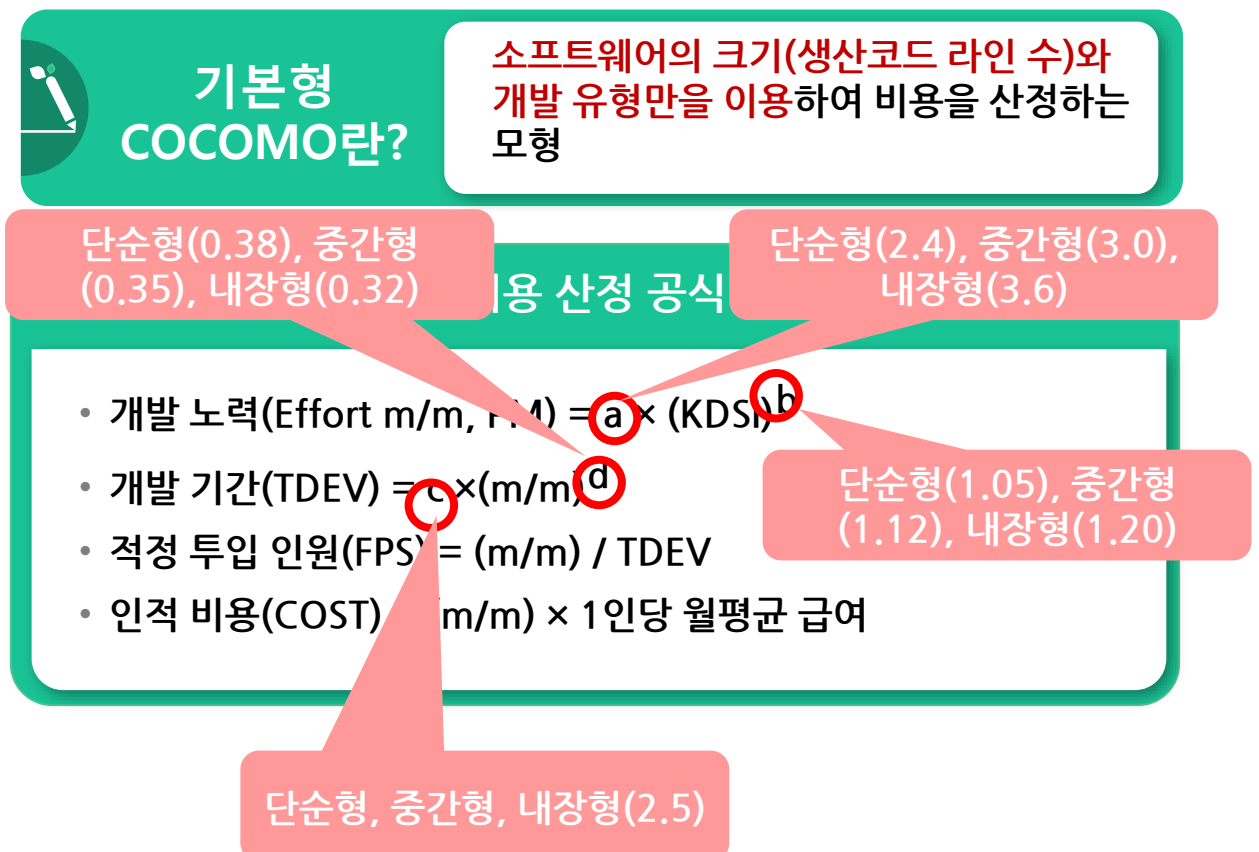 기본형
COCOMO란?
소프트웨어의 크기(생산코드 라인 수)와
개발 유형만을 이용하여 비용을 산정하는
모형
단순형(0.38), 중간형
(0.35), 내장형(0.32)
용 산정 공식
단순형(2.4), 중간형(3.0),
내장형(3.6)
• 개발 노력(Effort m/m, PM) = a × (KDSI)b
• 개발 기간(TDEV) = c ×(m/m)d
단순형(1.05), 중간형
(1.12), 내장형(1.20)
• 적정 투입 인원(FPS) = (m/m) / TDEV
• 인적 비용(COST) m/m) × 1인당 월평균 급여
단순형, 중간형, 내장형(2.5)